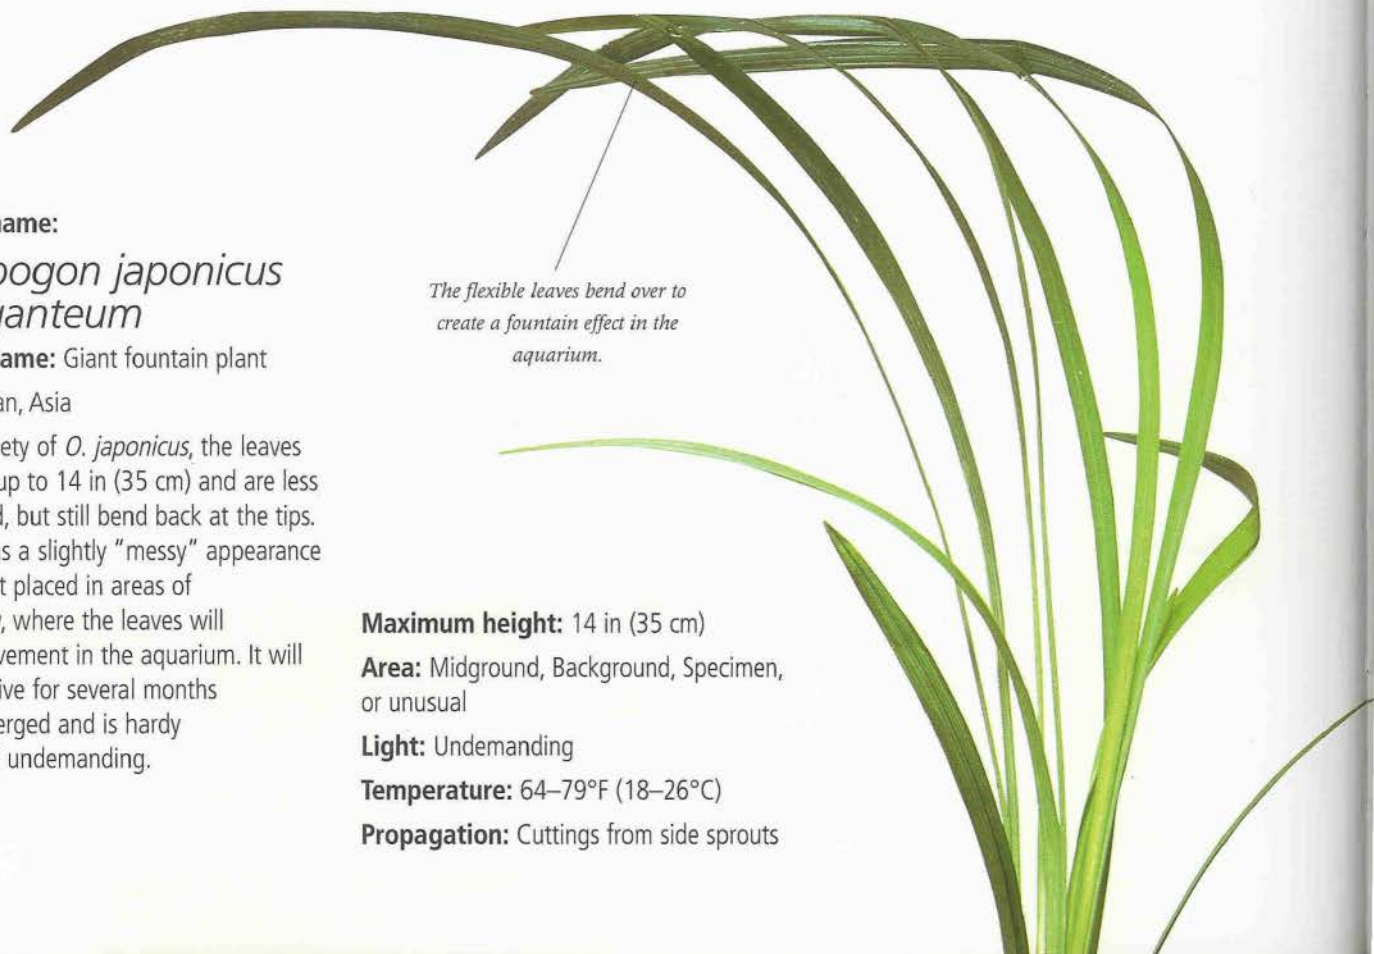 name:
pogon japonicus
ganteum
ame: Giant fountain plant
an, Asia
ety of O. japonicus, the leaves
up to 14 in (35 cm) and are less
d, but still bend back at the tips.
s a slightly "messy" appearance
t placed in areas of
, where the leaves will
vement in the aquarium. It will
ive for several months
erged and is hardy
undemanding.
The flexible leaves bend over to
create a fountain effect in the
aquarium.
Maximum height: 14 in (35 cm)
Area: Midground, Background, Specimen,
or unusual
Light: Undemanding
Temperature: 64–79°F (18–26°C)
Propagation: Cuttings from side sprouts